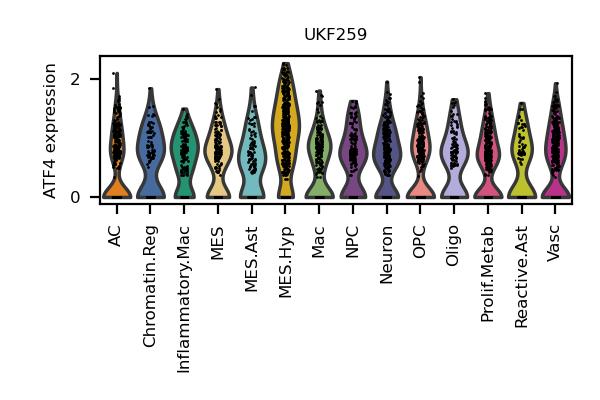 UKF259
ATF4 expression
2
0
AC
Chromatin.Reg
Inflammatory.Mac
MES
MES.Ast
MES.Hyp
Mac
NPC
Neuron
OPC
Oligo
Prolif.Metab
Reactive.Ast
Vasc